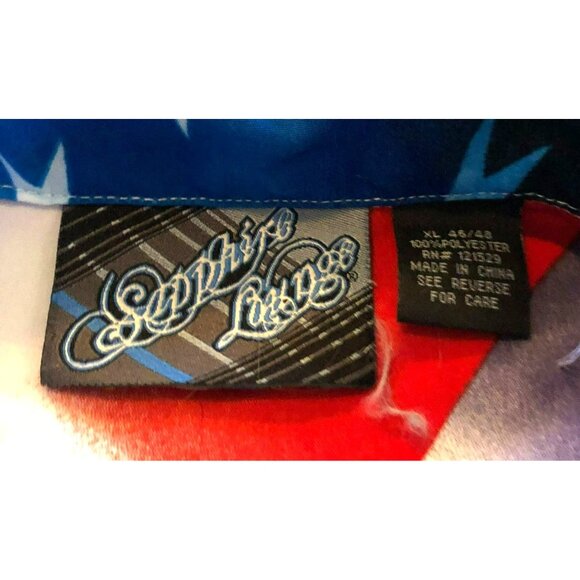 Sapphire
Lounge®
XL 46/48
100% POLYESTER
RN# 121529
MADE IN CHINA
SEE REVERSE
FOR CARE